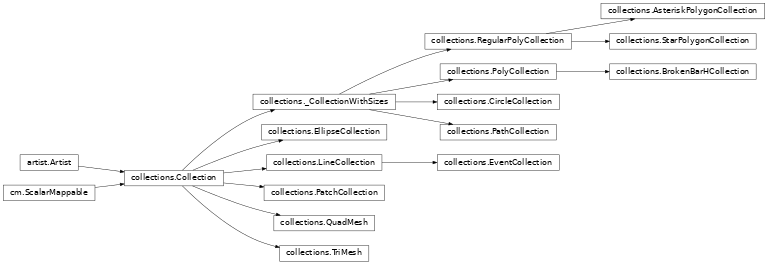 collections.AsteriskPolygonCollection
collections.RegularPolyCollection
collections.StarPolygonCollection
collections.PolyCollection
collections.BrokenBarHCollection
collections._CollectionWithSizes
collections.CircleCollection
collections.EllipseCollection
collections.PathCollection
artist.Artist
collections.LineCollection
collections.EventCollection
collections.Collection
cm.ScalarMappable
collections.PatchCollection
collections.QuadMesh
collections.TriMesh